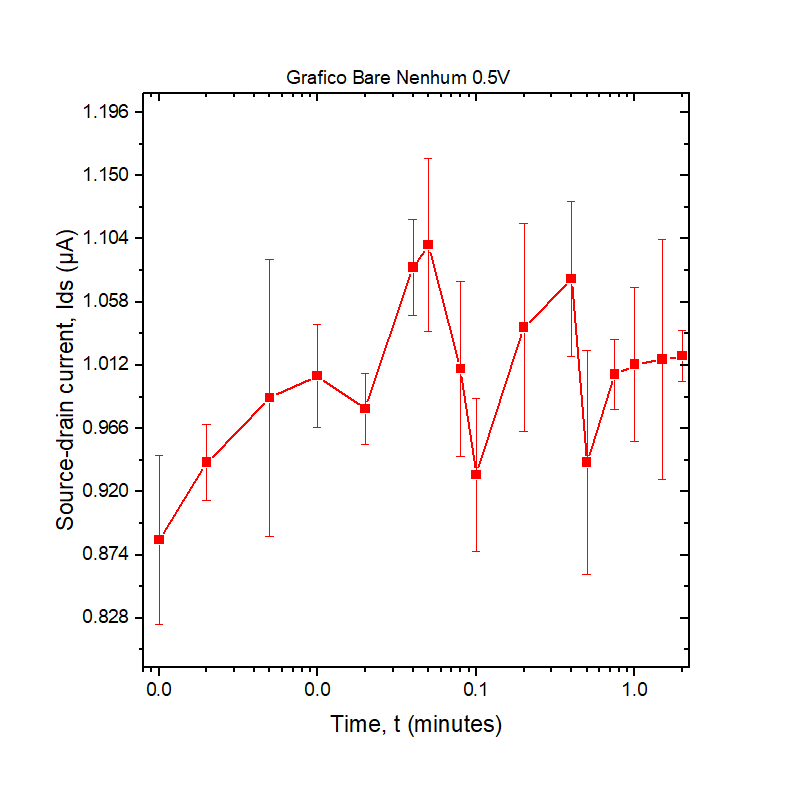 Grafico Bare Nenhum 0.5V
1.196
1.150
1.104
1.058
1.012
0.966
0.920
0.874
0.828
Source-drain current, Ids (µA)
0.0 0.0 0.1 1.0
Time, t (minutes)